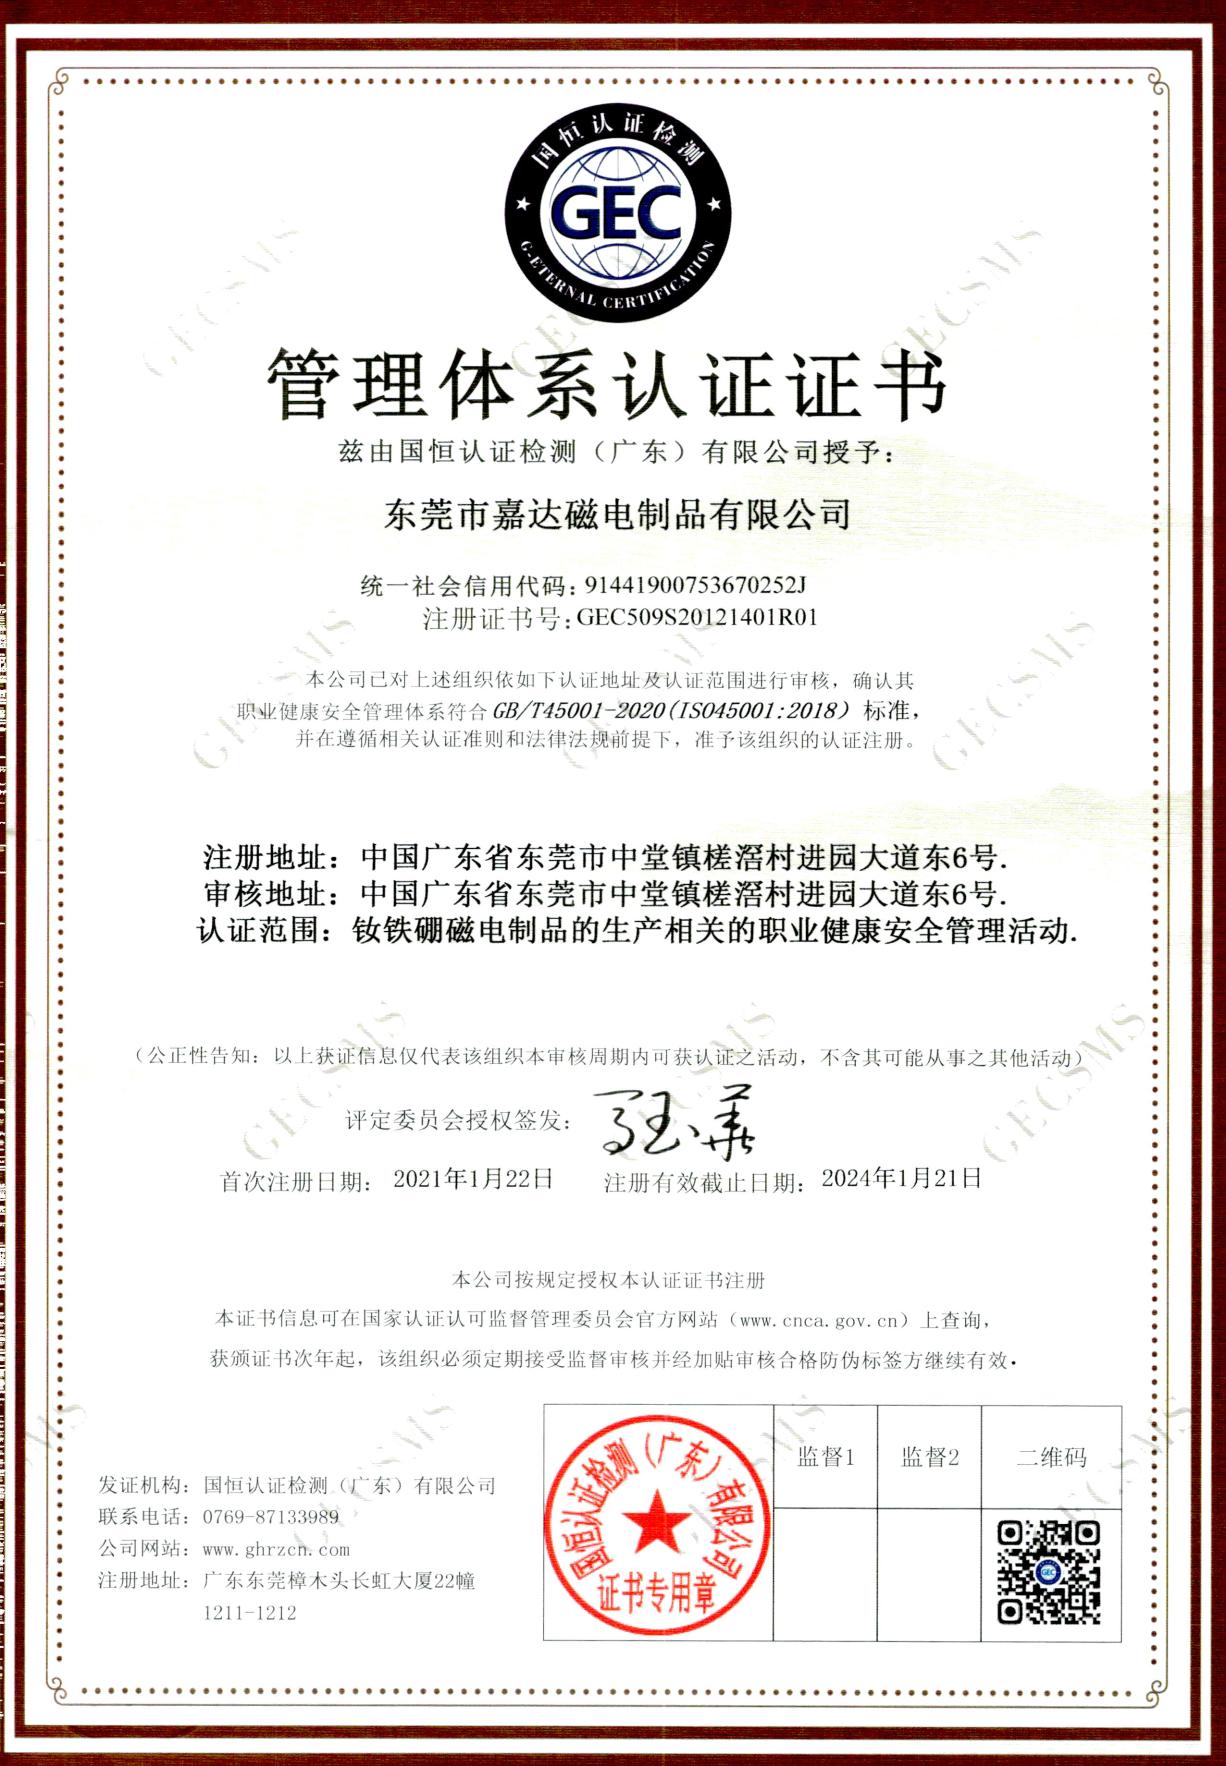 国恒认证检测
GEC
G-ETERNAL CERTIFICATION
管理体系认证证书
兹由国恒认证检测（广东）有限公司授予：
东莞市嘉达磁电制品有限公司
统一社会信用代码：91441900753670252J
注册证书号：GEC509S20121401R01
本公司已对上述组织依如下认证地址及认证范围进行审核，确认其
职业健康安全管理体系符合GB/T45001-2020(ISO45001:2018）标准，
并在遵循相关认证准则和法律法规前提下，准予该组织的认证注册。
注册地址：中国广东省东莞市中堂镇槎滘村进园大道东6号.
审核地址：中国广东省东莞市中堂镇槎滘村进园大道东6号.
认证范围：钕铁硼磁电制品的生产相关的职业健康安全管理活动.
（公正性告知：以上获证信息仅代表该组织本审核周期内可获认证之活动，不含其可能从事之其他活动）
评定委员会授权签发：
首次注册日期：2021年1月22日 注册有效截止日期：2024年1月21日
本公司按规定授权本认证证书注册
本证书信息可在国家认证认可监督管理委员会官方网站（www.cnca.gov.cn）上查询，
获颁证书次年起，该组织必须定期接受监督审核并经加贴审核合格防伪标签方继续有效.
发证机构：国恒认证检测（广东）有限公司
联系电话：0769-87133989
公司网站：www.ghrzcn.com
注册地址：广东东莞樟木头长虹大厦22幢
1211-1212
国恒认证检测（广东）有限公司
证书专用章
监督1 监督2 二维码
GEC
GECSMS